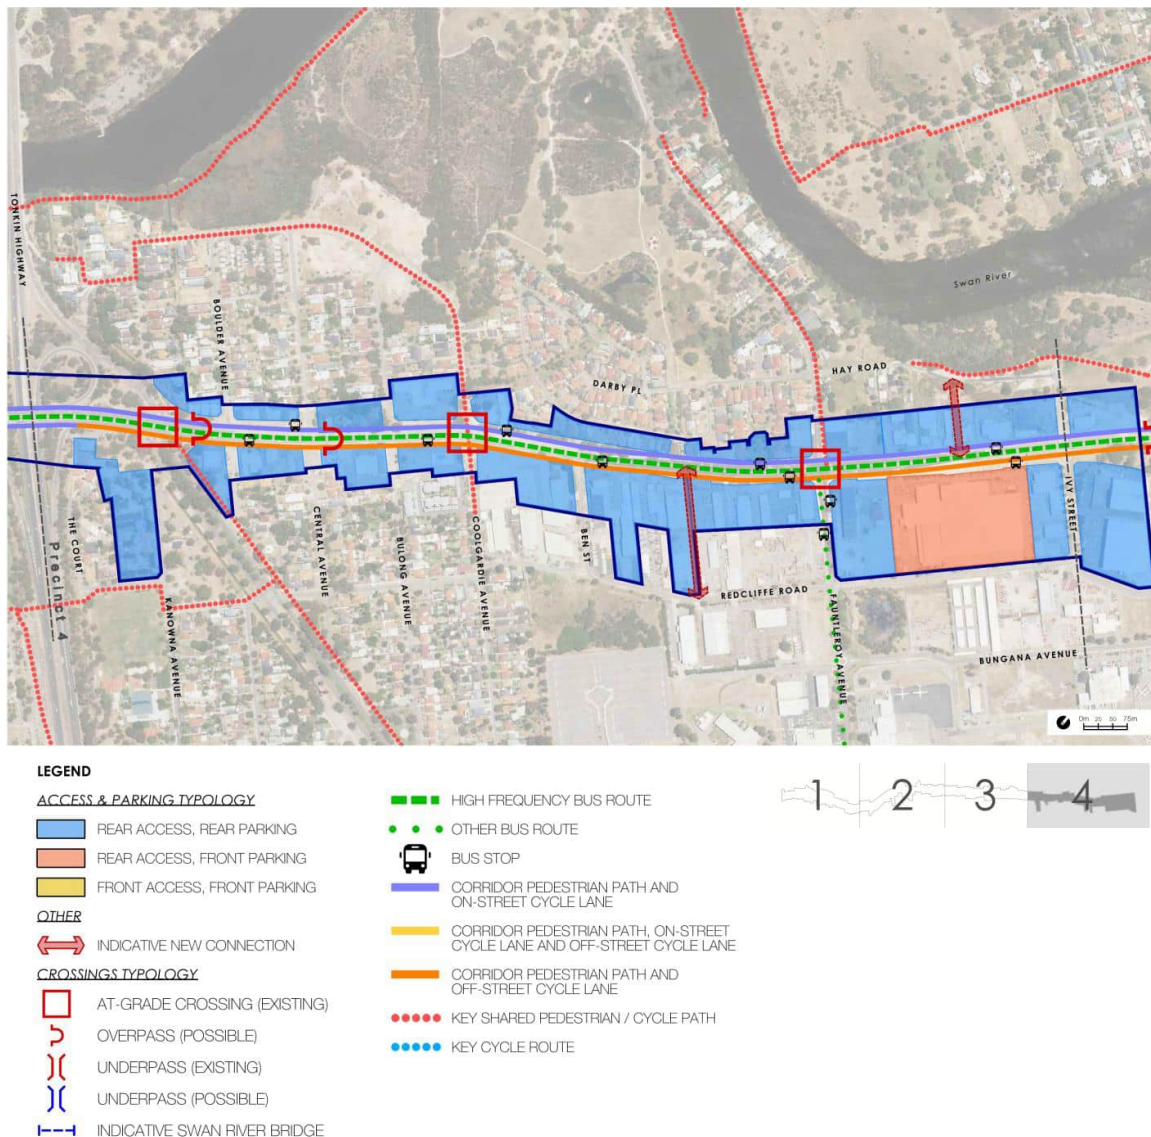 TONKIN HIGHWAY
BOULDER AVENUE
DARBY PL
HAY ROAD
Swan River
THE COURT
Precinct 4
KANOWNA AVENUE
CENTRAL AVENUE
BULONG AVENUE
COOLGARDIE AVENUE
BEN ST
REDCLIFFE ROAD
FAUNTLEROY AVENUE
IVY STREET
BUNGANA AVENUE
0m 25 50 75m
LEGEND
ACCESS & PARKING TYPOLOGY
REAR ACCESS, REAR PARKING
REAR ACCESS, FRONT PARKING
FRONT ACCESS, FRONT PARKING
OTHER
INDICATIVE NEW CONNECTION
CROSSINGS TYPOLOGY
AT-GRADE CROSSING (EXISTING)
OVERPASS (POSSIBLE)
UNDERPASS (EXISTING)
UNDERPASS (POSSIBLE)
INDICATIVE SWAN RIVER BRIDGE
HIGH FREQUENCY BUS ROUTE
OTHER BUS ROUTE
BUS STOP
CORRIDOR PEDESTRIAN PATH AND
ON-STREET CYCLE LANE
CORRIDOR PEDESTRIAN PATH, ON-STREET
CYCLE LANE AND OFF-STREET CYCLE LANE
CORRIDOR PEDESTRIAN PATH AND
OFF-STREET CYCLE LANE
KEY SHARED PEDESTRIAN / CYCLE PATH
KEY CYCLE ROUTE
1 2 3 4